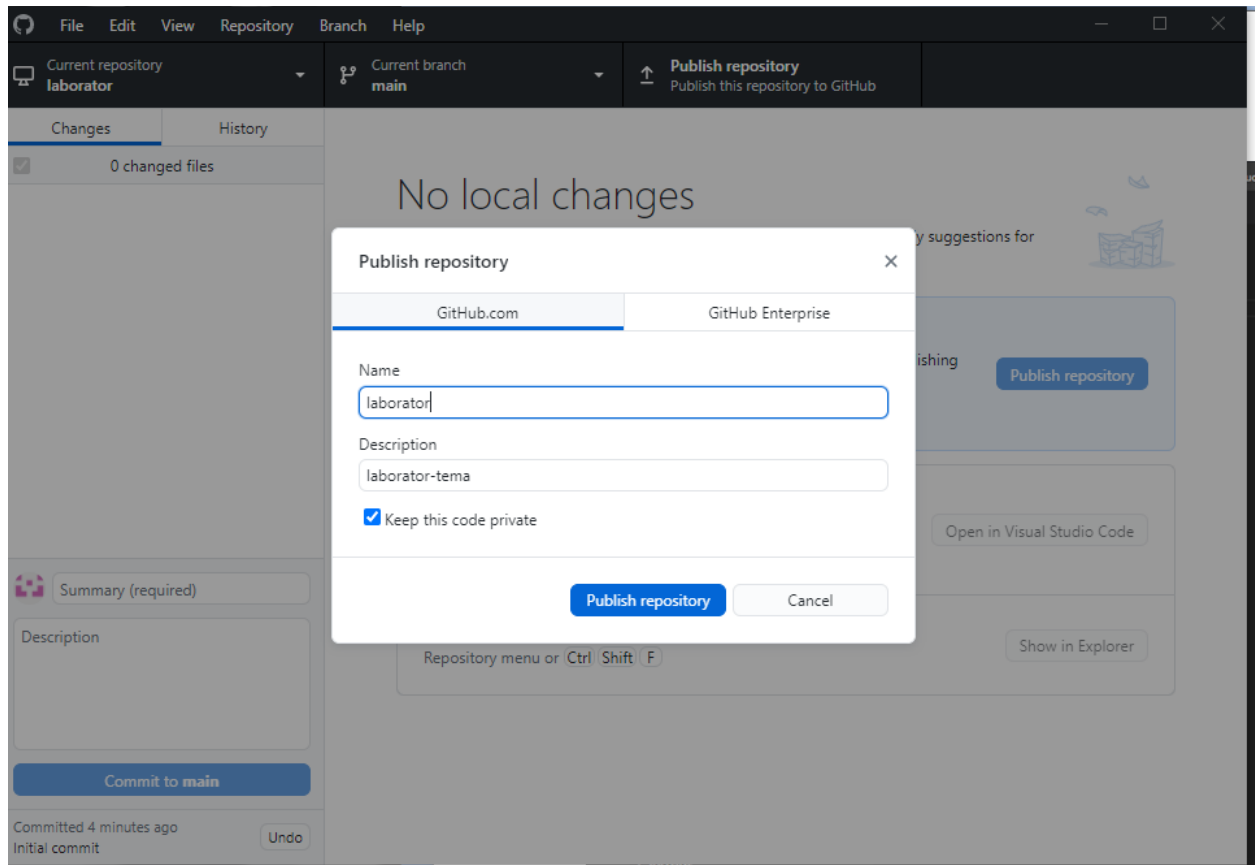 File Edit View Repository Branch Help
Current repository
laborator
Current branch
main
Publish repository
Publish this repository to GitHub
Changes History
0 changed files
No local changes
y suggestions for
Publish repository
GitHub.com GitHub Enterprise
Name
laborator
Description
laborator-tema
Keep this code private
Publish repository Cancel
ishing
Publish repository
Open in Visual Studio Code
Repository menu or Ctrl Shift F
Show in Explorer
Summary (required)
Description
Commit to main
Committed 4 minutes ago
Initial commit
Undo